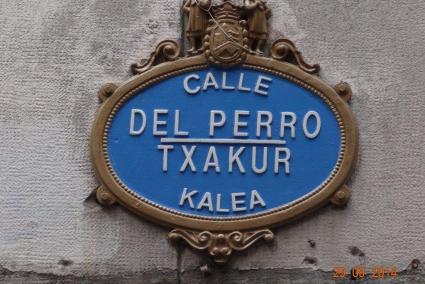 CALLE
DEL PERRO
TXAKUR
KALEA
29 08 2014